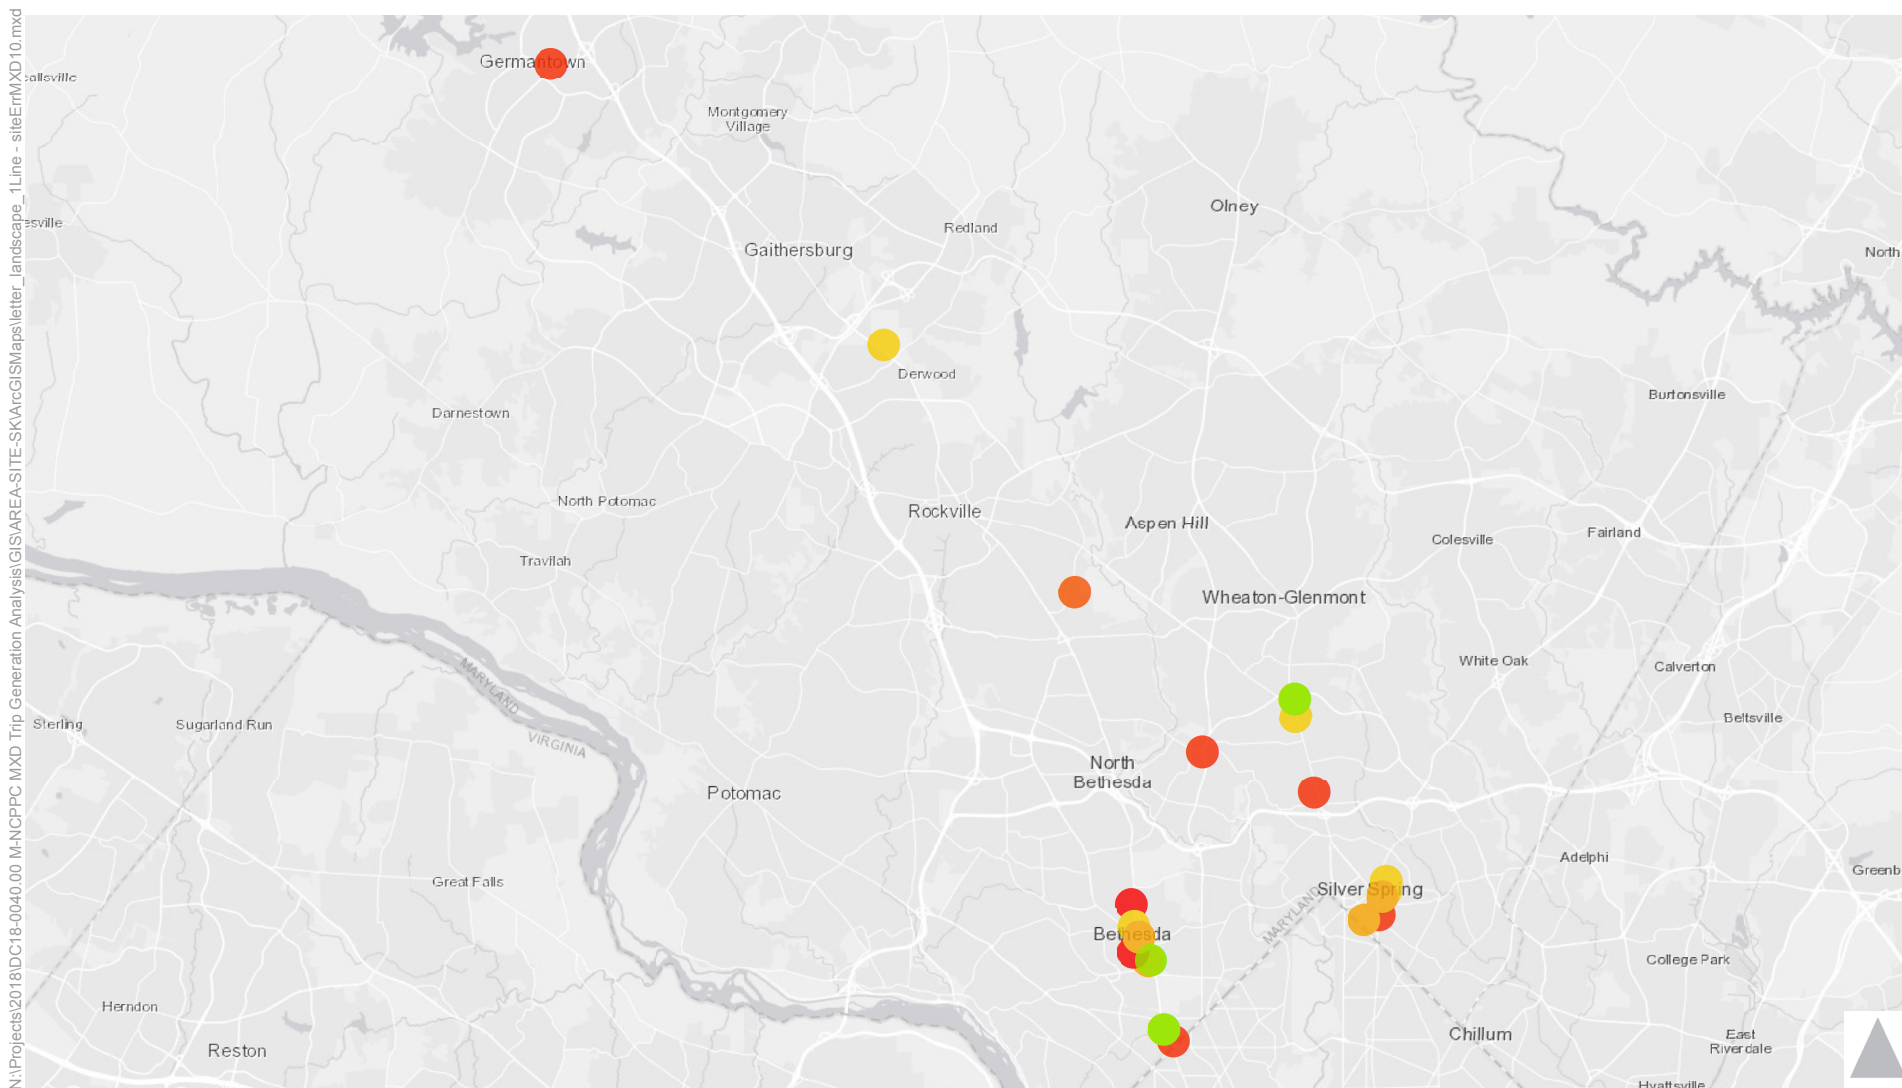 N:\Projects\2018\DC18-0040.00 M-NCPPC MXD Trip Generation Analysis\GIS\AREA-SITE-SK\ArcGISMaps\letter_landscape_1Line - siteErrMXD10.mxd
Germantown
callsville
Montgomery
Village
Olney
esville
Redland
Gaithersburg
North
Derwood
Burtonsville
Darnestown
North Potomac
Rockville
Aspen Hill
Fairland
Colesville
Travilah
Wheaton-Glenmont
White Oak
Calverton
MARYLAND
Sterling
Sugarland Run
Beltsville
VIRGINIA
North
Bethesda
Potomac
Adelphi
Greenb
Great Falls
Silver Spring
MARYLAND
Bethesda
College Park
Herndon
Chillum
East
Riverdale
Reston
Hyattsville